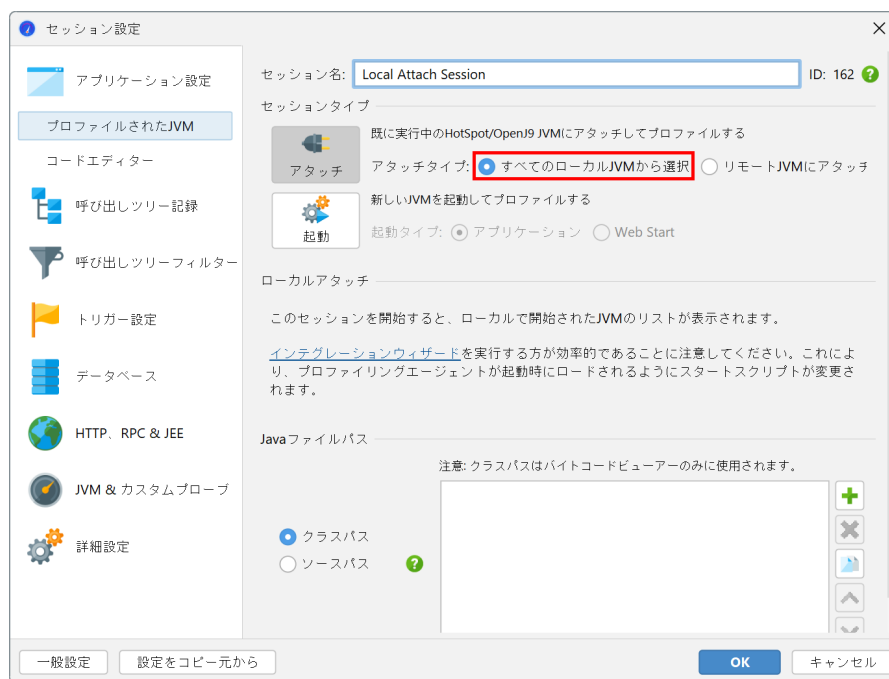 セッション設定
アプリケーション設定
プロファイルされたJVM
コードエディター
呼び出しツリー記録
呼び出しツリーフィルター
トリガー設定
データベース
HTTP、RPC & JEE
JVM & カスタムプローブ
詳細設定
セッション名: Local Attach Session ID: 162
セッションタイプ
アタッチ
既に実行中のHotSpot/OpenJ9 JVMにアタッチしてプロファイルする
アタッチタイプ: すべてのローカルJVMから選択 リモートJVMにアタッチ
起動
新しいJVMを起動してプロファイルする
起動タイプ: アプリケーション Web Start
ローカルアタッチ
このセッションを開始すると、ローカルで開始されたJVMのリストが表示されます。
インテグレーションウィザードを実行する方が効率的であることに注意してください。これによ
り、プロファイリングエージェントが起動時にロードされるようにスタートスクリプトが変更さ
れます。
Javaファイルパス
注意: クラスパスはバイトコードビューアーのみに使用されます。
クラスパス
ソースパス
一般設定 設定をコピー元から OK キャンセル